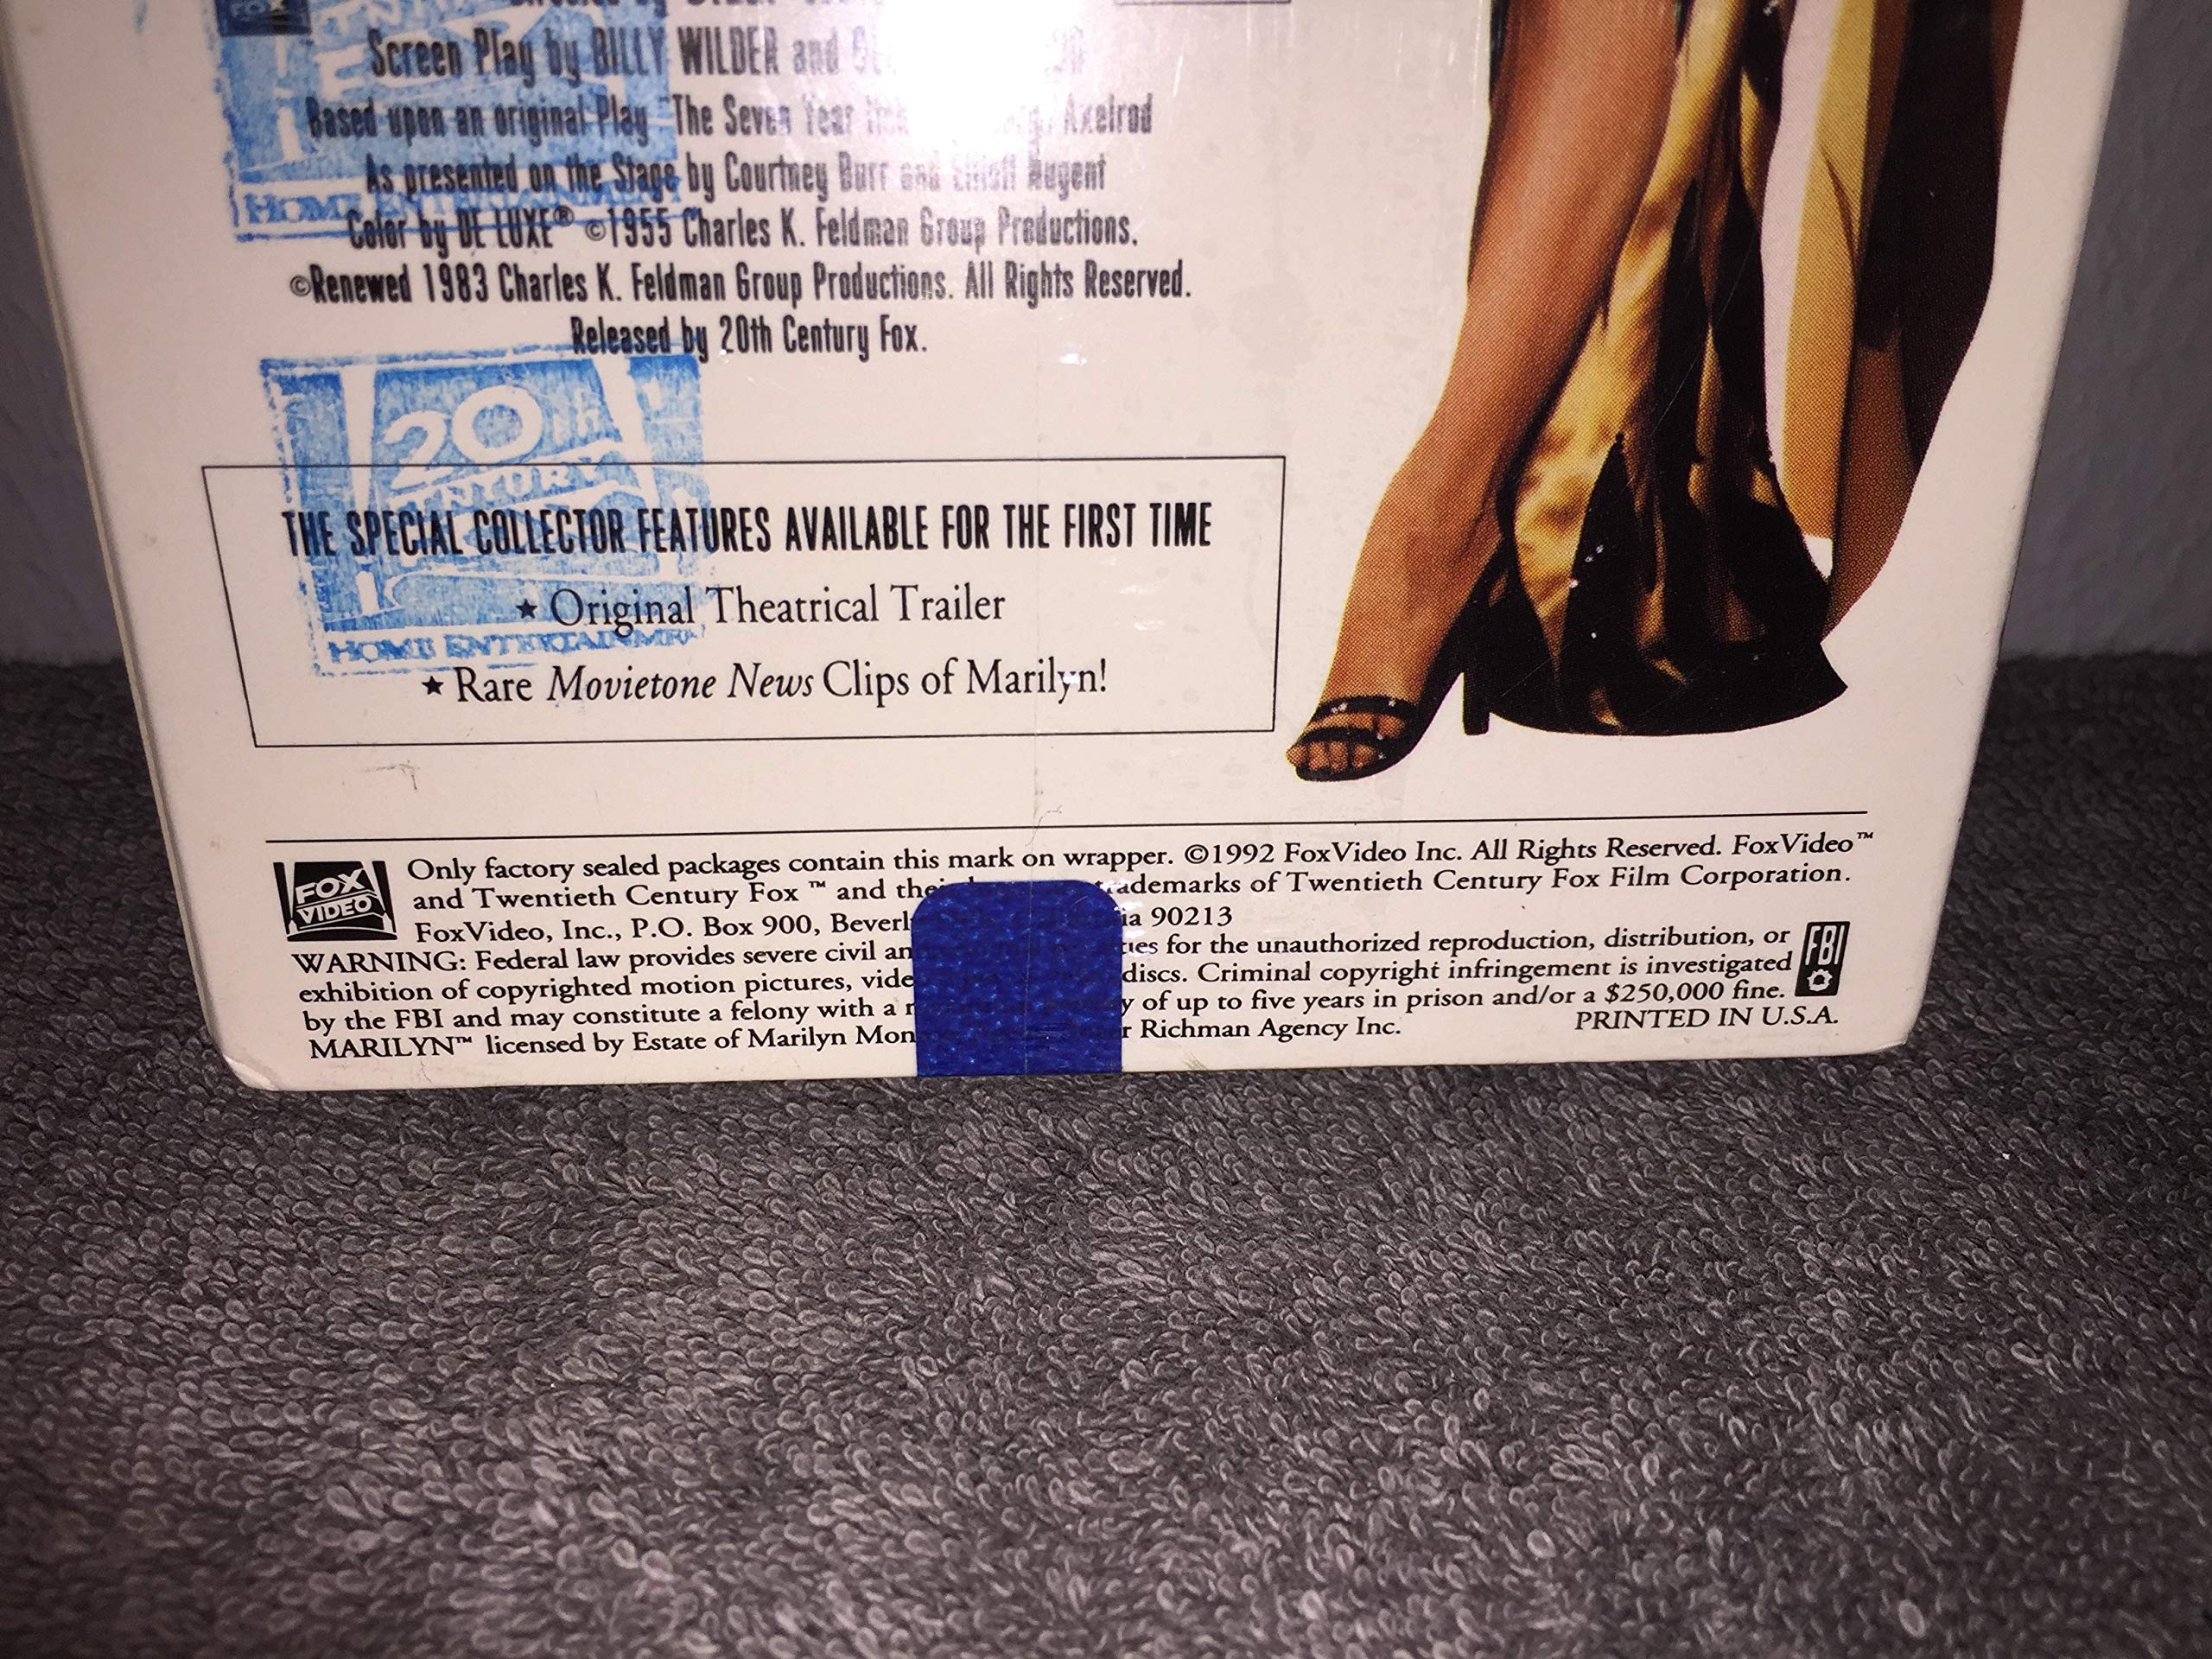 FOX
Screen Play by BILLY WILDER and
Based upon an original Play "The Seven Year Axelrod
As presented on the Stage by Courtney Burr and Elliott Nugent
HOME ENTERTAINMENT
Color by DE LUXE® ©1955 Charles K. Feldman Group Productions.
©Renewed 1983 Charles K. Feldman Group Productions. All Rights Reserved.
Released by 20th Century Fox.
20th
CENTURY
THE SPECIAL COLLECTOR FEATURES AVAILABLE FOR THE FIRST TIME
★ Original Theatrical Trailer
HOME ENTERTAINMENT
★ Rare Movietone News Clips of Marilyn!
FOX
VIDEO
Only factory sealed packages contain this mark on wrapper. ©1992 FoxVideo Inc. All Rights Reserved. FoxVideo™
and Twentieth Century Fox ™ and trademarks of Twentieth Century Fox Film Corporation.
FoxVideo, Inc., P.O. Box 900, 90213
WARNING: Federal law provides severe civil for the unauthorized reproduction, distribution, or
exhibition of copyrighted motion pictures, discs. Criminal copyright infringement is investigated
by the FBI and may constitute a felony with a of up to five years in prison and/or a $250,000 fine.
MARILYN™ licensed by Estate of Marilyn Richman Agency Inc. PRINTED IN U.S.A.
FBI